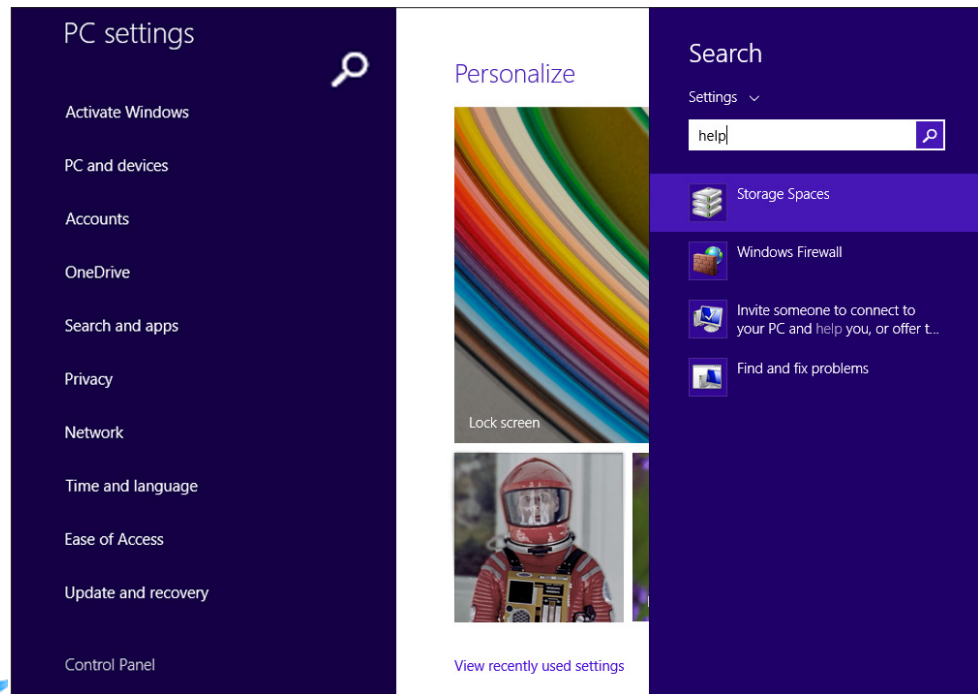 PC settings
Activate Windows
PC and devices
Accounts
OneDrive
Search and apps
Privacy
Network
Time and language
Ease of Access
Update and recovery
Control Panel
Personalize
Lock screen
View recently used settings
Search
Settings
help
Storage Spaces
Windows Firewall
Invite someone to connect to
your PC and help you, or offer t...
Find and fix problems